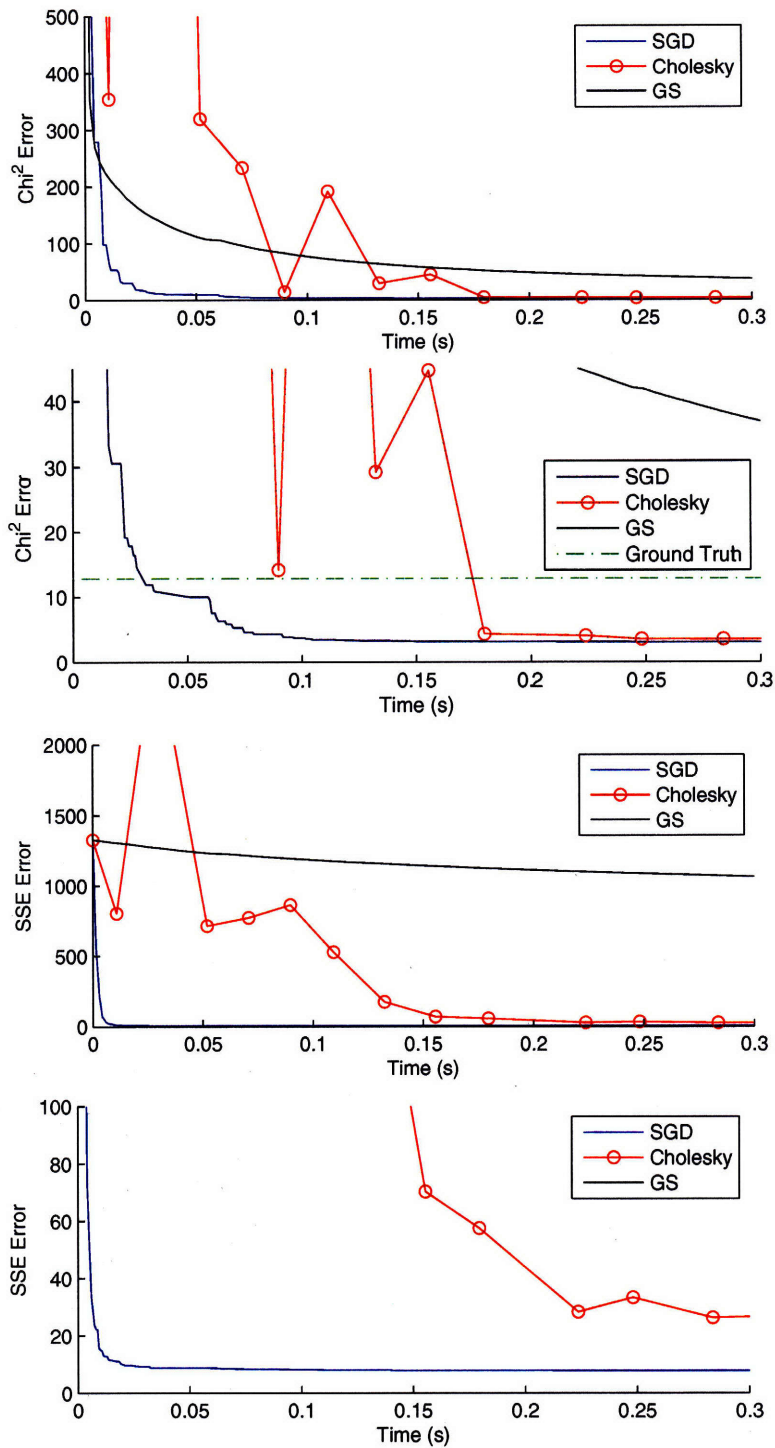 500
400
300
200
100
0
Chi² Error
SGD
Cholesky
GS
0
0.05
0.1
0.15
0.2
0.25
0.3
Time (s)
40
30
20
10
0
Chi² Error
SGD
Cholesky
GS
Ground Truth
0
0.05
0.1
0.15
0.2
0.25
0.3
Time (s)
2000
1500
1000
500
0
SSE Error
SGD
Cholesky
GS
0
0.05
0.1
0.15
0.2
0.25
0.3
Time (s)
100
80
60
40
20
0
SSE Error
SGD
Cholesky
GS
0
0.05
0.1
0.15
0.2
0.25
0.3
Time (s)